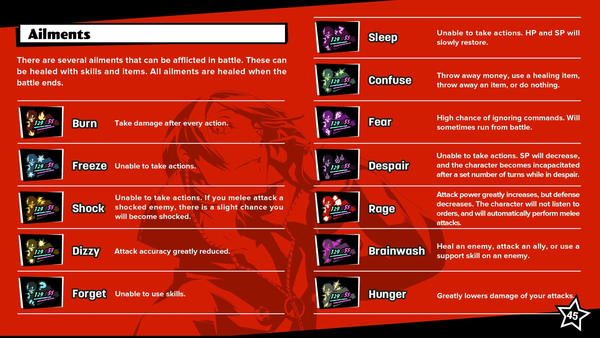 Ailments
There are several ailments that can be afflicted in battle. These can
be healed with skills and items. All ailments are healed when the
battle ends.
Burn
Take damage after every action.
Freeze
Unable to take actions.
Shock
Unable to take actions. If you melee attack a
shocked enemy, there is a slight chance you
will become shocked.
Dizzy
Attack accuracy greatly reduced.
Forget
Unable to use skills.
Sleep
Unable to take actions. HP and SP will
slowly restore.
Confuse
Throw away money, use a healing item,
throw away an item, or do nothing.
Fear
High chance of ignoring commands. Will
sometimes run from battle.
Despair
Unable to take actions. SP will decrease,
and the character becomes incapacitated
after a set number of turns while in despair.
Rage
Attack power greatly increases, but defense
decreases. The character will not listen to
orders, and will automatically perform melee
attacks.
Brainwash
Heal an enemy, attack an ally, or use a
support skill on an enemy.
Hunger
Greatly lowers damage of your attacks.
45